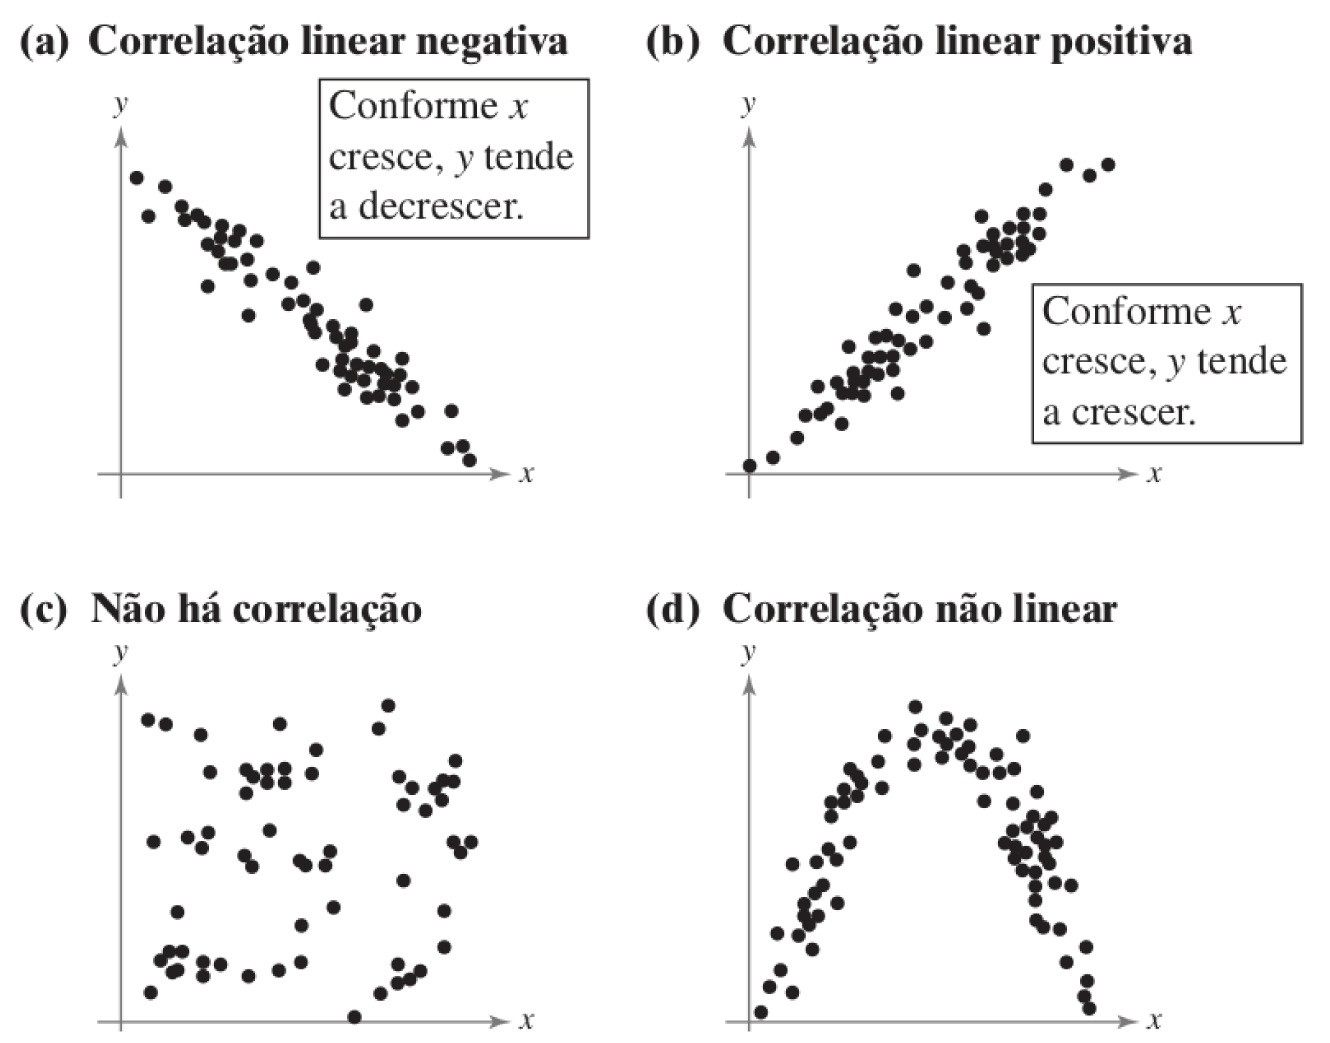 (a) Correlação linear negativa
y
Conforme x
cresce, y tende
a decrescer.
x
(b) Correlação linear positiva
y
Conforme x
cresce, y tende
a crescer.
x
(c) Não há correlação
y
x
(d) Correlação não linear
y
x